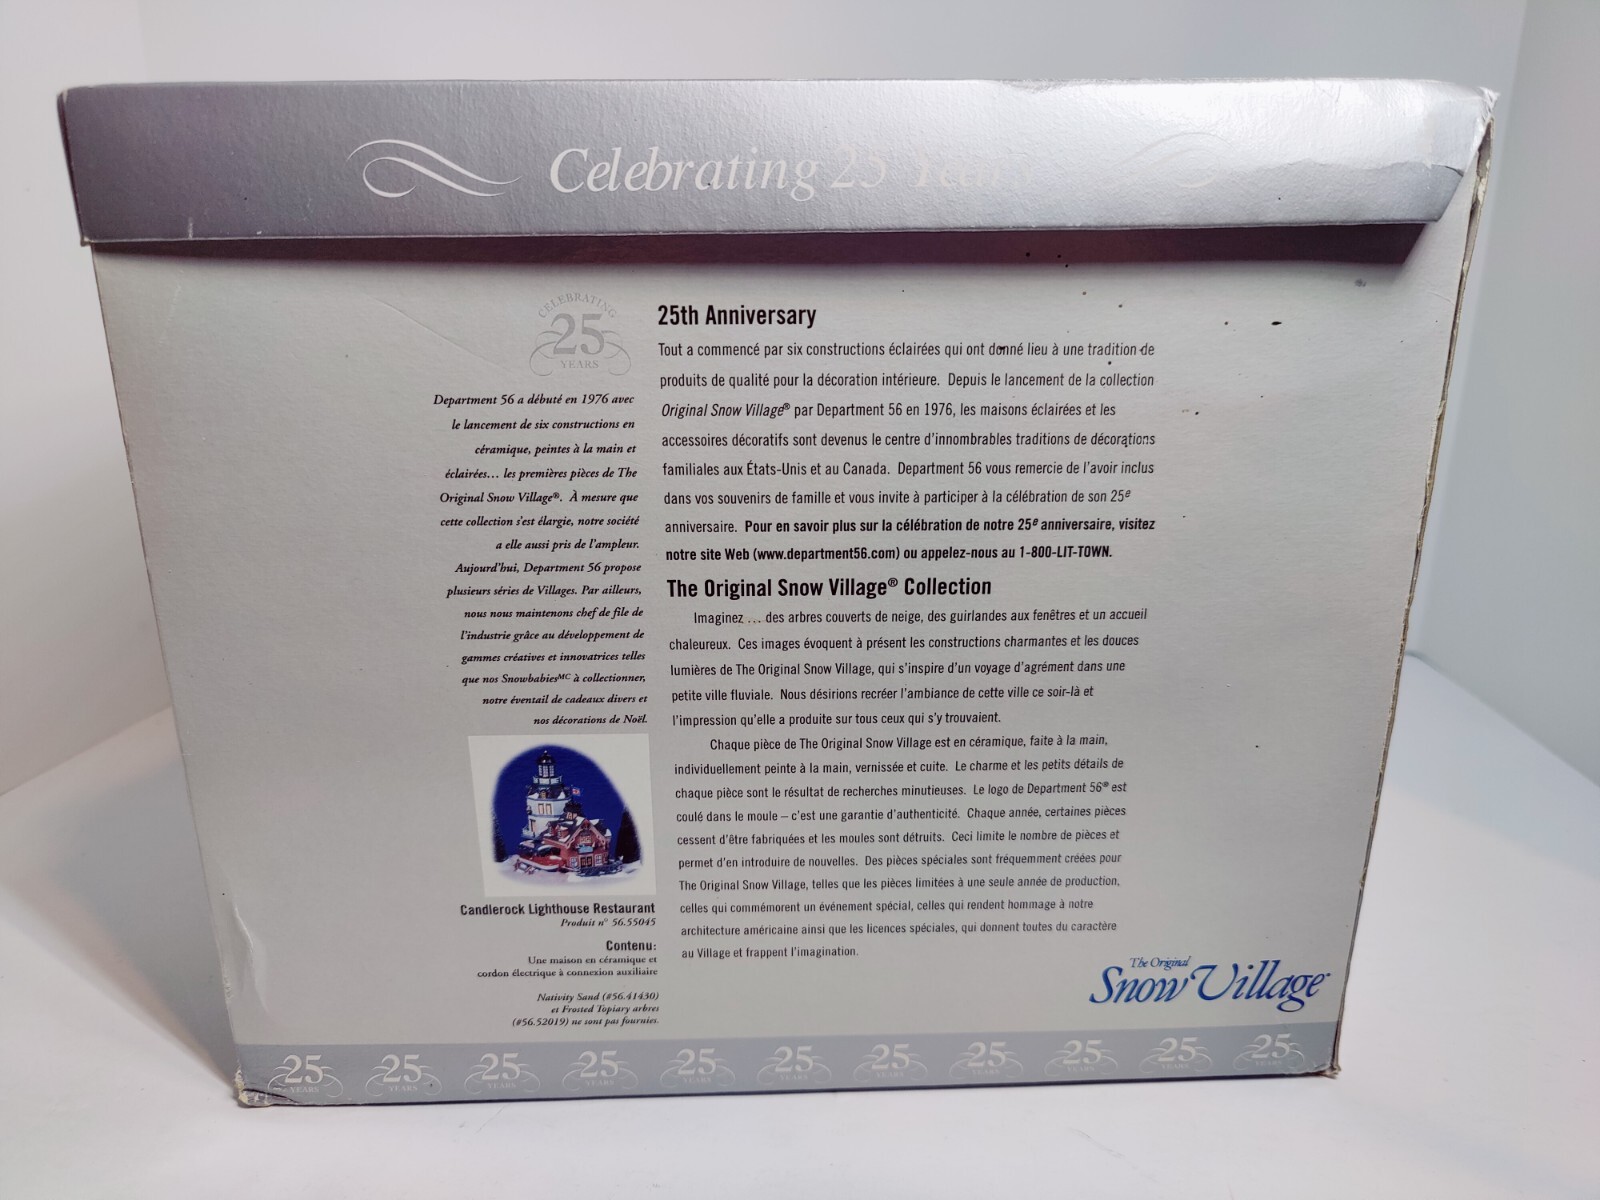 Celebrating 25 Years
CELEBRATING
25
YEARS
Department 56 a débuté en 1976 avec
le lancement de six constructions en
céramique, peintes à la main et
éclairées... les premières pièces de The
Original Snow Village®. À mesure que
cette collection s'est élargie, notre société
a elle aussi pris de l'ampleur.
Aujourd'hui, Department 56 propose
plusieurs séries de Villages. Par ailleurs,
nous nous maintenons chef de file de
l'industrie grâce au développement de
gammes créatives et innovatrices telles
que nos Snowbabiesᴹᶜ à collectionner,
notre éventail de cadeaux divers et
nos décorations de Noël.
Candlerock Lighthouse Restaurant
Produit n° 56.55045
Contenu:
Une maison en céramique et
cordon électrique à connexion auxiliaire
Nativity Sand (#56.41430)
et Frosted Topiary arbres
(#56.52019) ne sont pas fournies.
25th Anniversary
Tout a commencé par six constructions éclairées qui ont donné lieu à une tradition de
produits de qualité pour la décoration intérieure. Depuis le lancement de la collection
Original Snow Village® par Department 56 en 1976, les maisons éclairées et les
accessoires décoratifs sont devenus le centre d'innombrables traditions de décorations
familiales aux États-Unis et au Canada. Department 56 vous remercie de l'avoir inclus
dans vos souvenirs de famille et vous invite à participer à la célébration de son 25ᵉ
anniversaire. Pour en savoir plus sur la célébration de notre 25ᵉ anniversaire, visitez
notre site Web (www.department56.com) ou appelez-nous au 1-800-LIT-TOWN.
The Original Snow Village® Collection
Imaginez ... des arbres couverts de neige, des guirlandes aux fenêtres et un accueil
chaleureux. Ces images évoquent à présent les constructions charmantes et les douces
lumières de The Original Snow Village, qui s'inspire d'un voyage d'agrément dans une
petite ville fluviale. Nous désirions recréer l'ambiance de cette ville ce soir-là et
l'impression qu'elle a produite sur tous ceux qui s'y trouvaient.
Chaque pièce de The Original Snow Village est en céramique, faite à la main,
individuellement peinte à la main, vernissée et cuite. Le charme et les petits détails de
chaque pièce sont le résultat de recherches minutieuses. Le logo de Department 56® est
coulé dans le moule – c'est une garantie d'authenticité. Chaque année, certaines pièces
cessent d'être fabriquées et les moules sont détruits. Ceci limite le nombre de pièces et
permet d'en introduire de nouvelles. Des pièces spéciales sont fréquemment créées pour
The Original Snow Village, telles que les pièces limitées à une seule année de production,
celles qui commémorent un événement spécial, celles qui rendent hommage à notre
architecture américaine ainsi que les licences spéciales, qui donnent toutes du caractère
au Village et frappent l'imagination.
The Original
Snow Village
25 25 25 25 25 25 25 25 25 25 25
YEARS YEARS YEARS YEARS YEARS YEARS YEARS YEARS YEARS YEARS YEARS